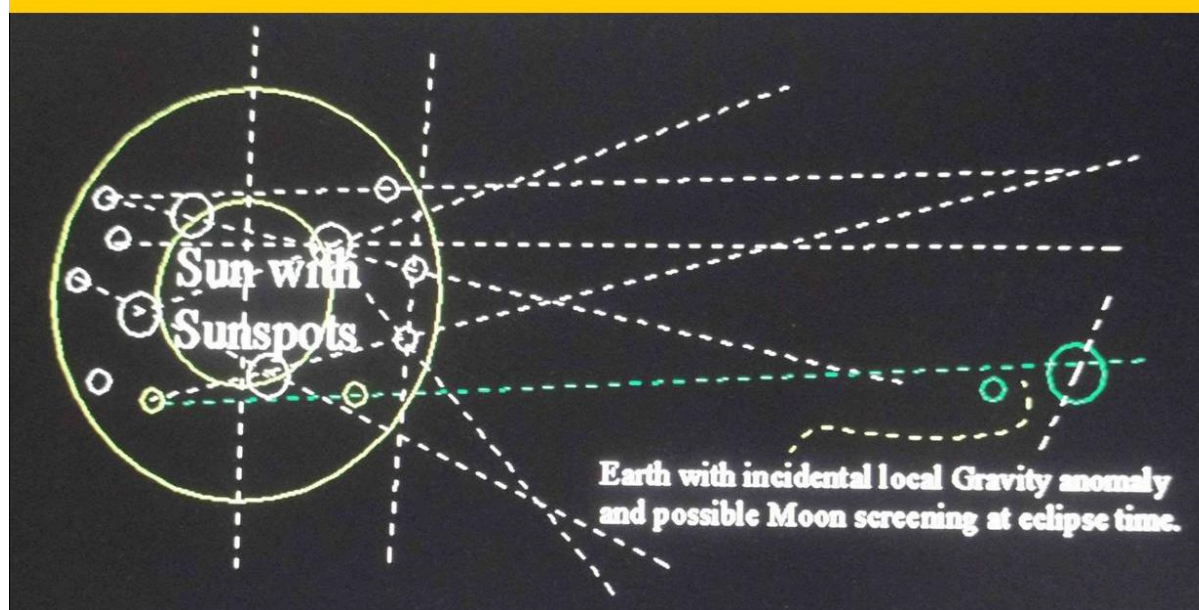 Sun with
Sunspots
Earth with incidental local Gravity anomaly
and possible Moon screening at eclipse time.